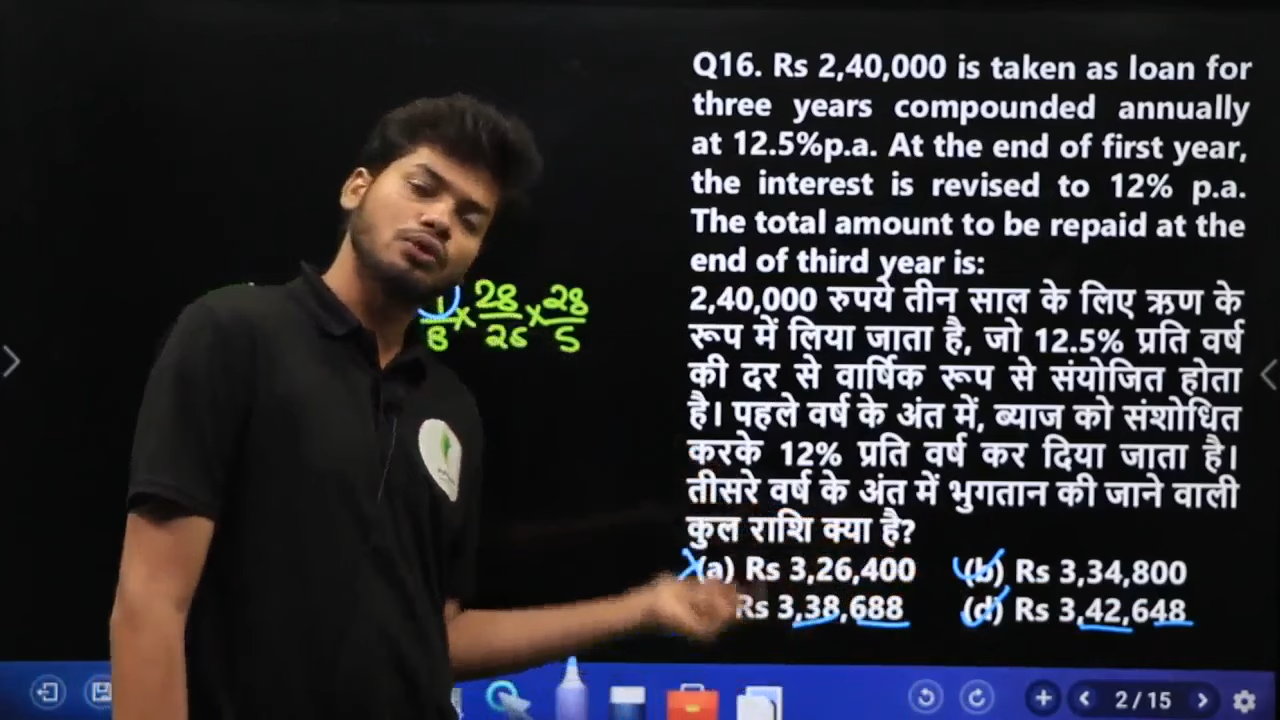 Q16. Rs 2,40,000 is taken as loan for
three years compounded annually
at 12.5%p.a. At the end of first year,
the interest is revised to 12% p.a.
The total amount to be repaid at the
end of third year is:
2,40,000 रुपये तीन साल के लिए ऋण के
रूप में लिया जाता है, जो 12.5% प्रति वर्ष
की दर से वार्षिक रूप से संयोजित होता
है। पहले वर्ष के अंत में, ब्याज को संशोधित
करके 12% प्रति वर्ष कर दिया जाता है।
तीसरे वर्ष के अंत में भुगतान की जाने वाली
कुल राशि क्या है?
(a) Rs 3,26,400 (b) Rs 3,34,800
Rs 3,38,688 (d) Rs 3,42,648
8 × 28/25 × 28/5
2 / 15